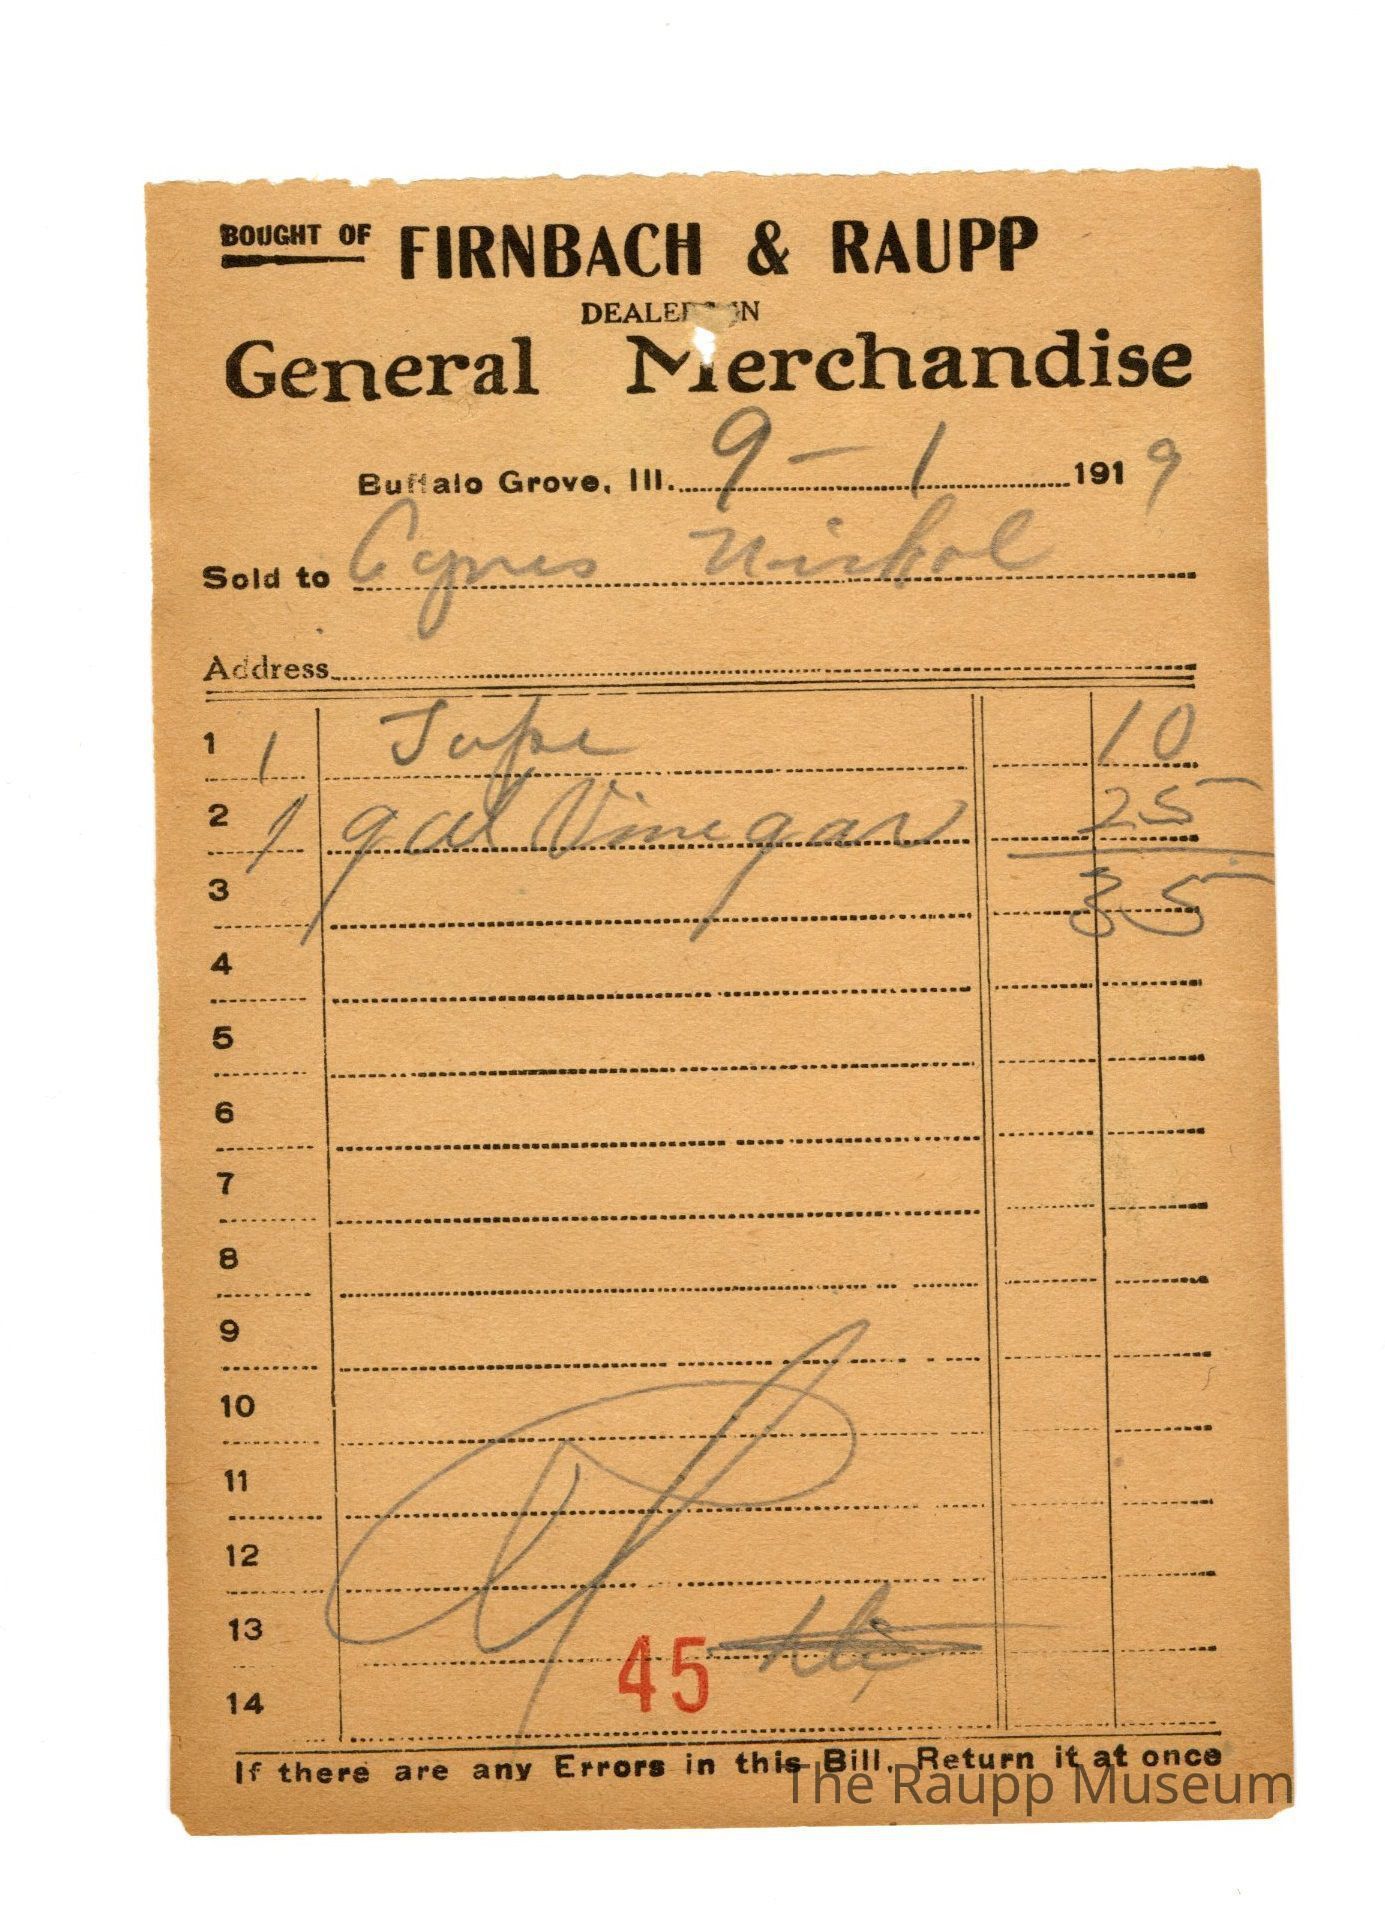 BOUGHT OF FIRNBACH & RAUPP
DEALERS IN
General Merchandise
Buffalo Grove, Ill. 9 - 1 1919
Sold to Agnes
Address
1 1 10
2 1 gal Vinegar 25
3 35
4
5
6
7
8
9
10
11
12
13
45
14
If there are any Errors in this Bill, Return it at once
The Raupp Museum